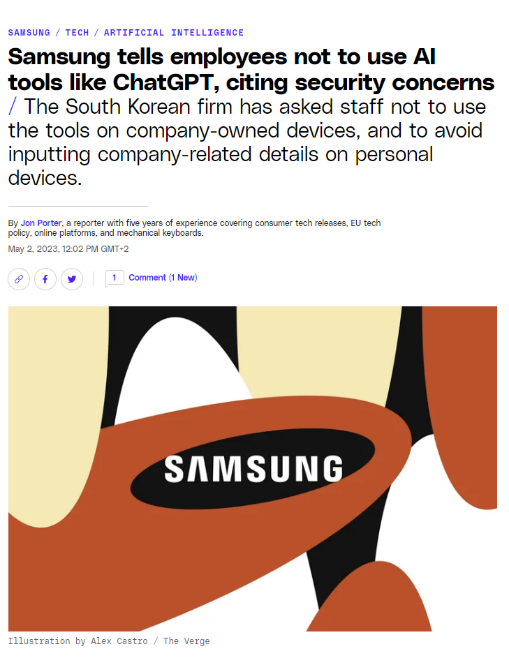 SAMSUNG / TECH / ARTIFICIAL INTELLIGENCE
Samsung tells employees not to use AI
tools like ChatGPT, citing security concerns
/ The South Korean firm has asked staff not to use
the tools on company-owned devices, and to avoid
inputting company-related details on personal
devices.
By Jon Porter, a reporter with five years of experience covering consumer tech releases, EU tech
policy, online platforms, and mechanical keyboards.
May 2, 2023, 12:02 PM GMT+2
1 Comment (1 New)
SAMSUNG
Illustration by Alex Castro / The Verge